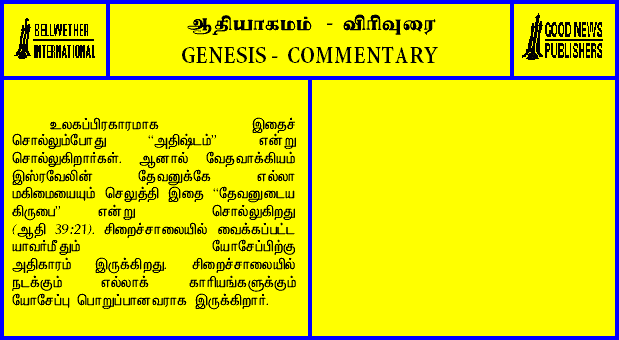 BELLWETHER
INTERNATIONAL
ஆதியாகமம் - விரிவுரை
GENESIS - COMMENTARY
GOOD NEWS
PUBLISHERS
உலகப்பிரகாரமாக இதைச்
சொல்லும்போது “அதிஷ்டம்” என்று
சொல்லுகிறார்கள். ஆனால் வேதவாக்கியம்
இஸ்ரவேலின் தேவனுக்கே எல்லா
மகிமையையும் செலுத்தி இதை “தேவனுடைய
கிருபை” என்று சொல்லுகிறது
(ஆதி 39:21). சிறைச்சாலையில் வைக்கப்பட்ட
யாவர்மீதும் யோசேப்பிற்கு
அதிகாரம் இருக்கிறது. சிறைச்சாலையில்
நடக்கும் எல்லாக் காரியங்களுக்கும்
யோசேப்பு பொறுப்பானவராக இருக்கிறார்.